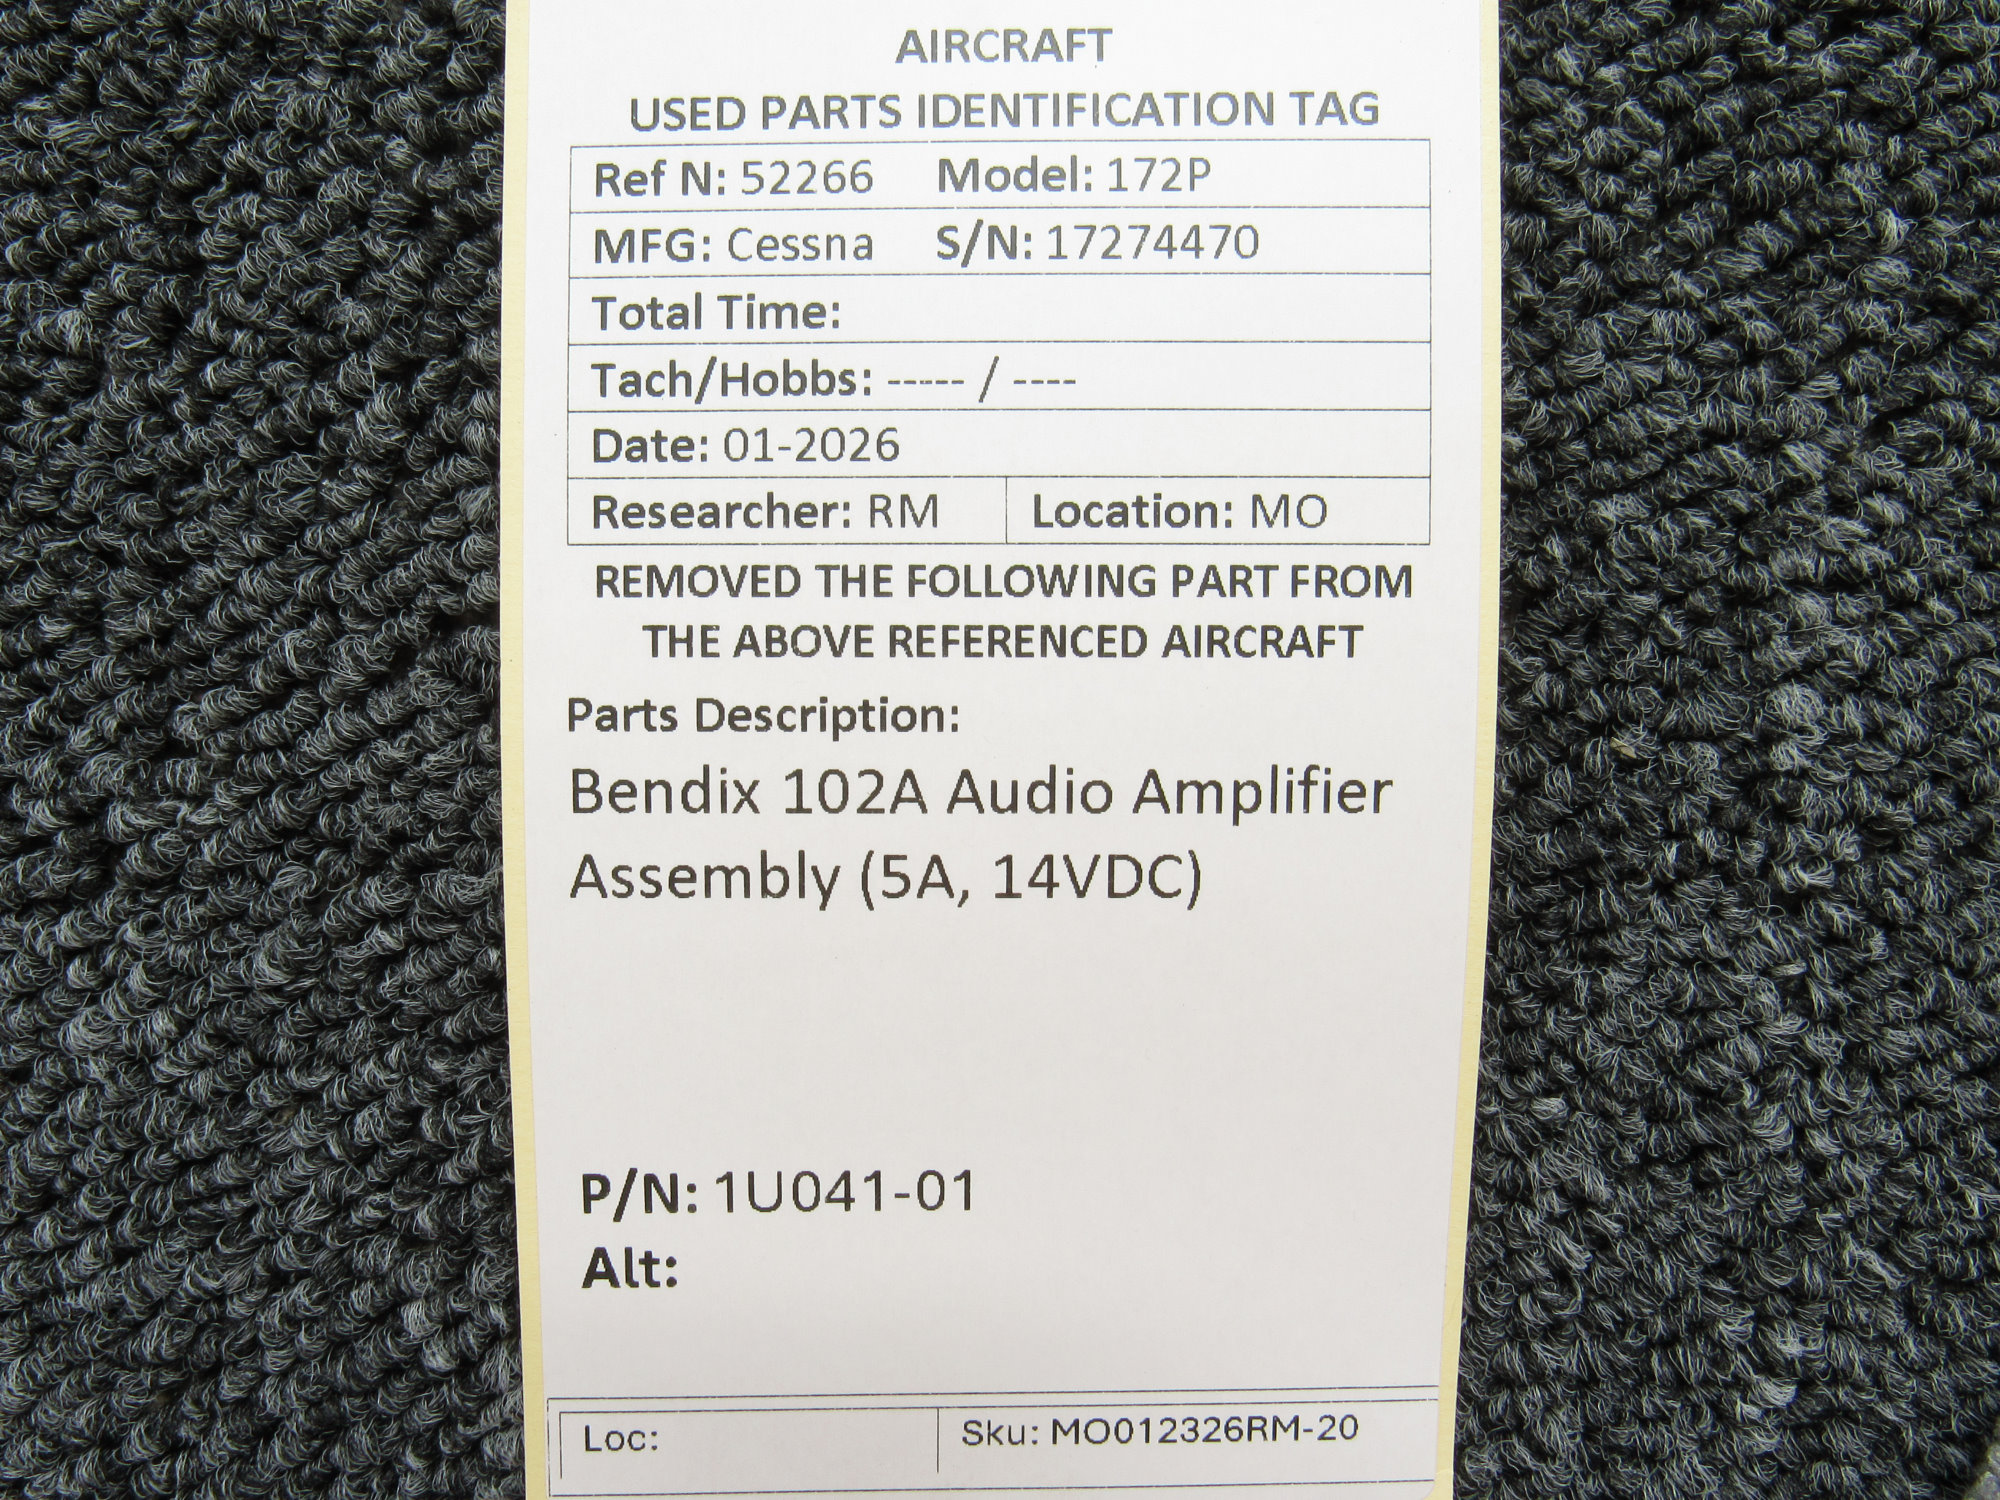 AIRCRAFT
USED PARTS IDENTIFICATION TAG
Ref N: 52266 Model: 172P
MFG: Cessna S/N: 17274470
Total Time:
Tach/Hobbs: ----- / ----
Date: 01-2026
Researcher: RM Location: MO
REMOVED THE FOLLOWING PART FROM
THE ABOVE REFERENCED AIRCRAFT
Parts Description:
Bendix 102A Audio Amplifier
Assembly (5A, 14VDC)
P/N: 1U041-01
Alt:
Loc: Sku: MO012326RM-20